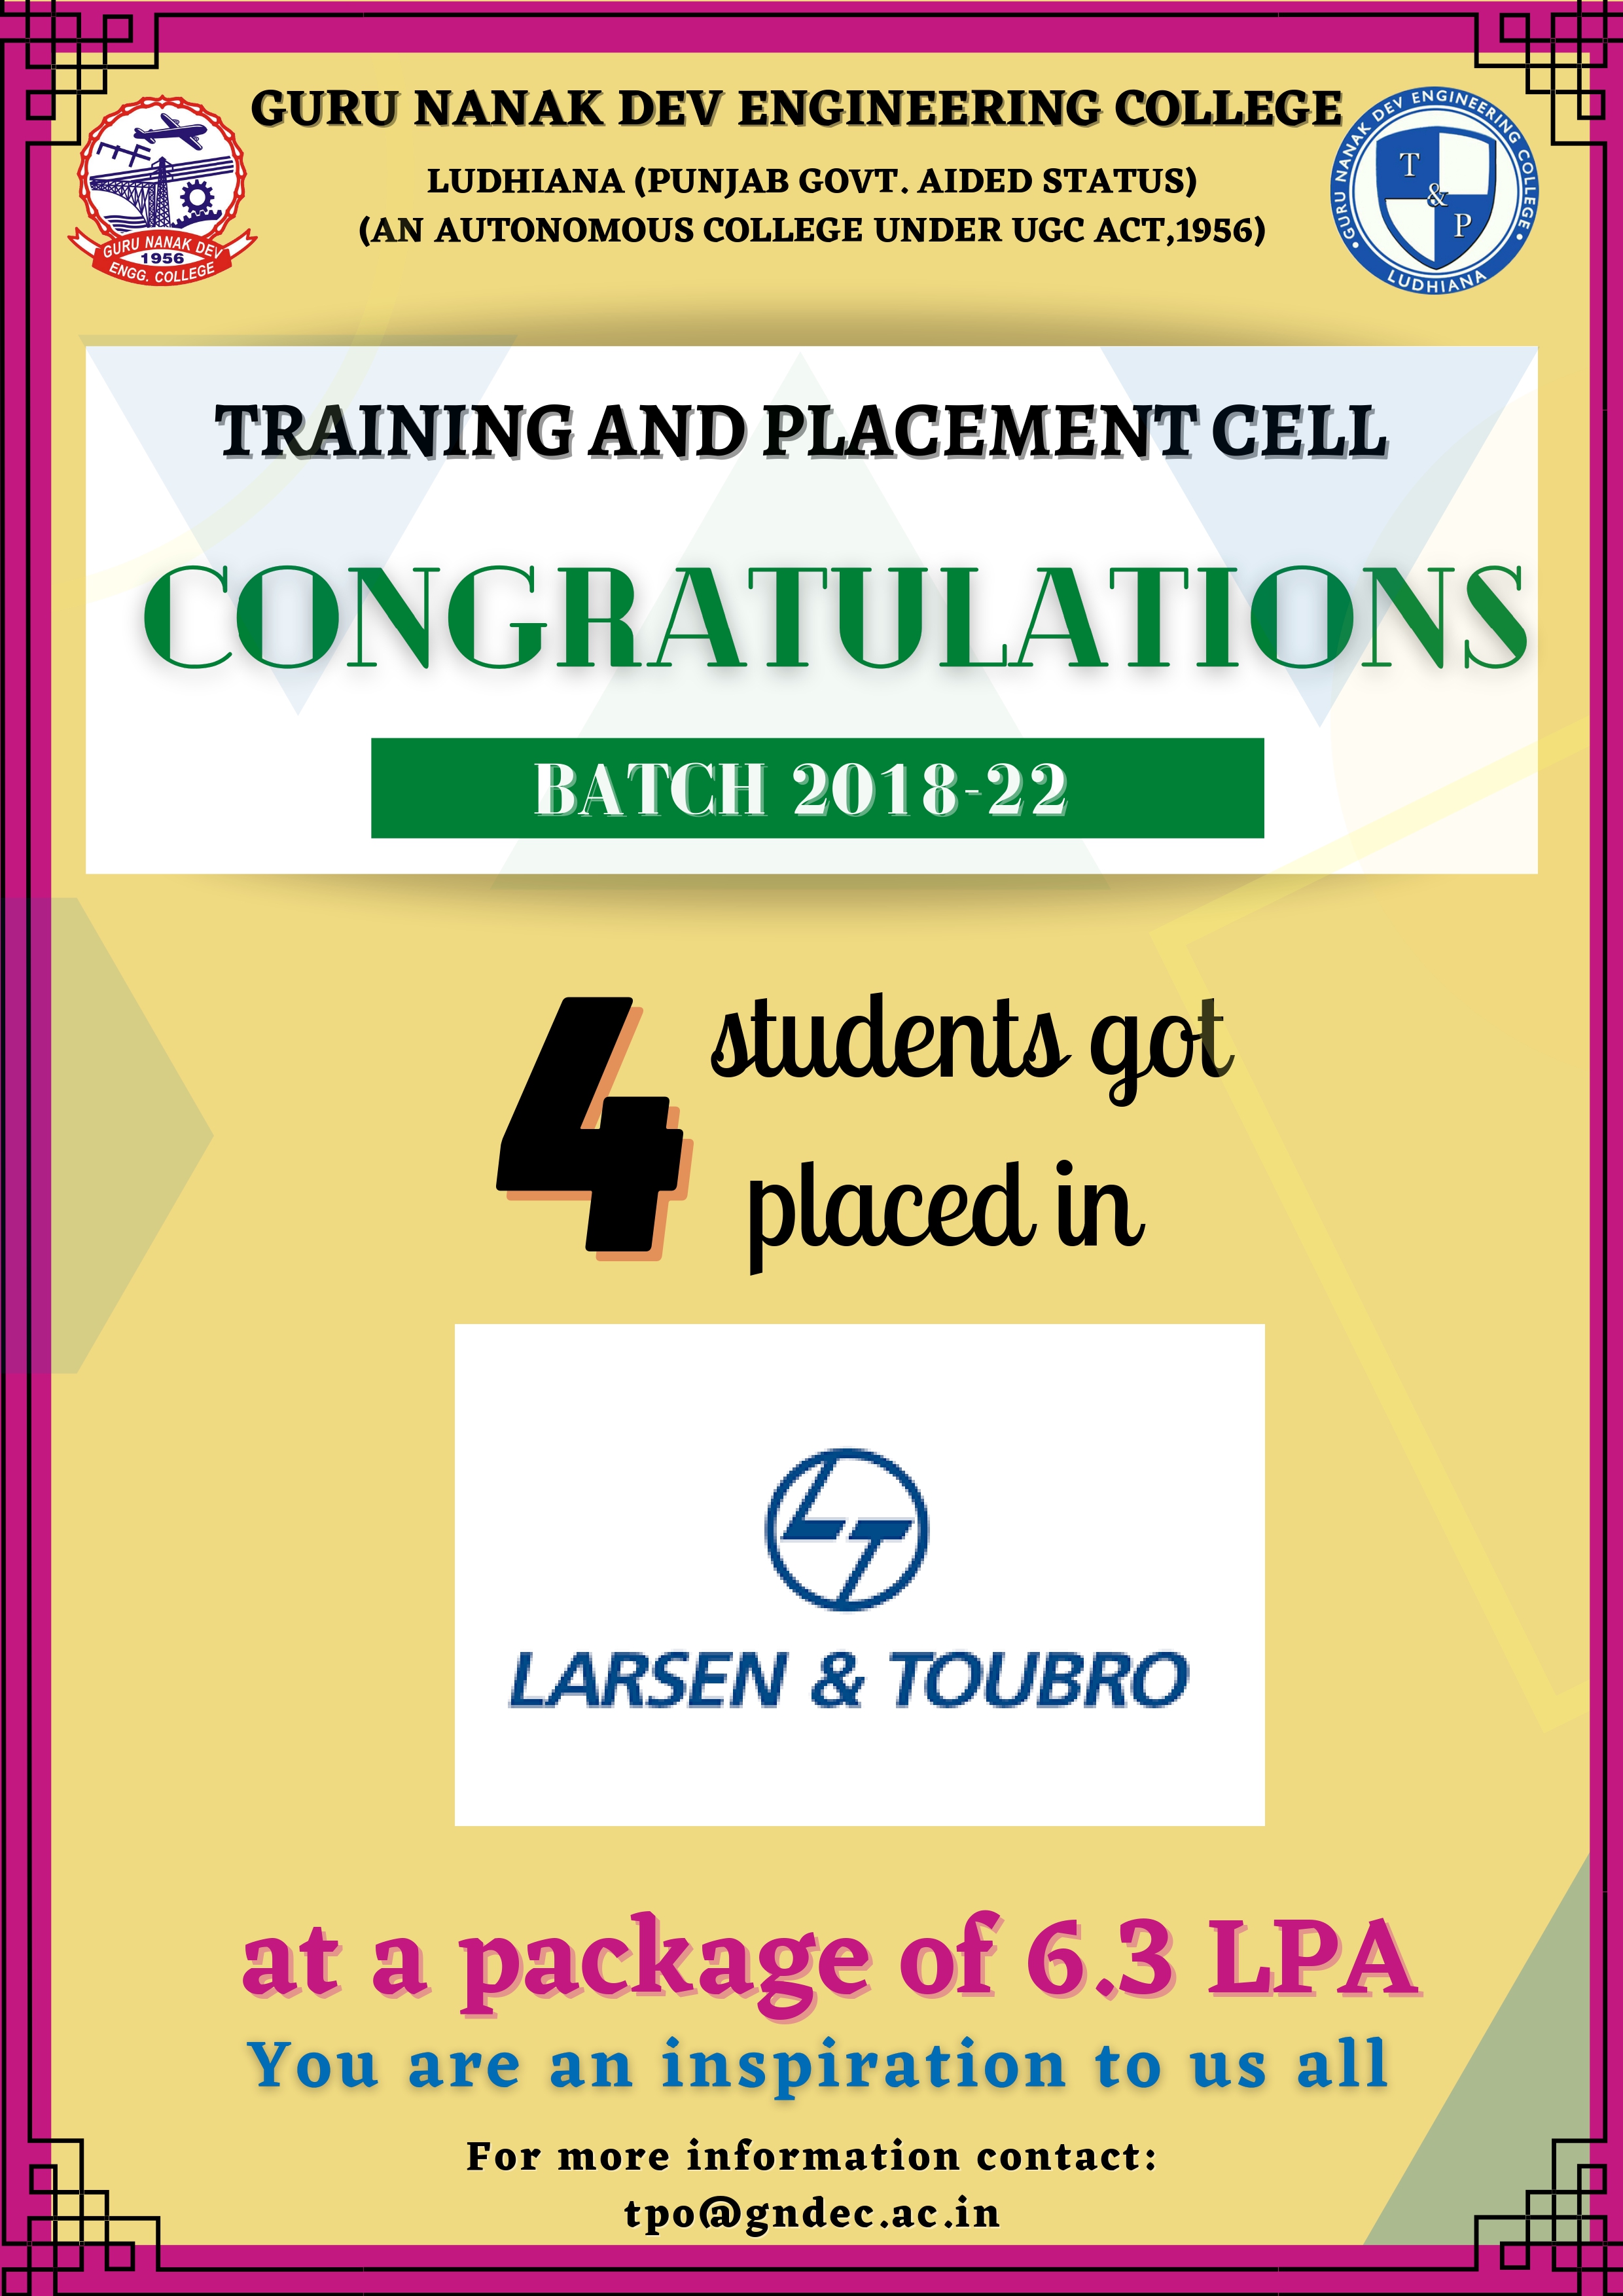 GURU NANAK DEV ENGINEERING COLLEGE
LUDHIANA (PUNJAB GOVT. AIDED STATUS)
(AN AUTONOMOUS COLLEGE UNDER UGC ACT,1956)
GURU NANAK DEV
1956
ENGG. COLLEGE
GURU NANAK DEV ENGINEERING COLLEGE
T
&
P
LUDHIANA
TRAINING AND PLACEMENT CELL
CONGRATULATIONS
BATCH 2018-22
4 students got
placed in
LT
LARSEN & TOUBRO
at a package of 6.3 LPA
You are an inspiration to us all
For more information contact:
tpo@gndec.ac.in